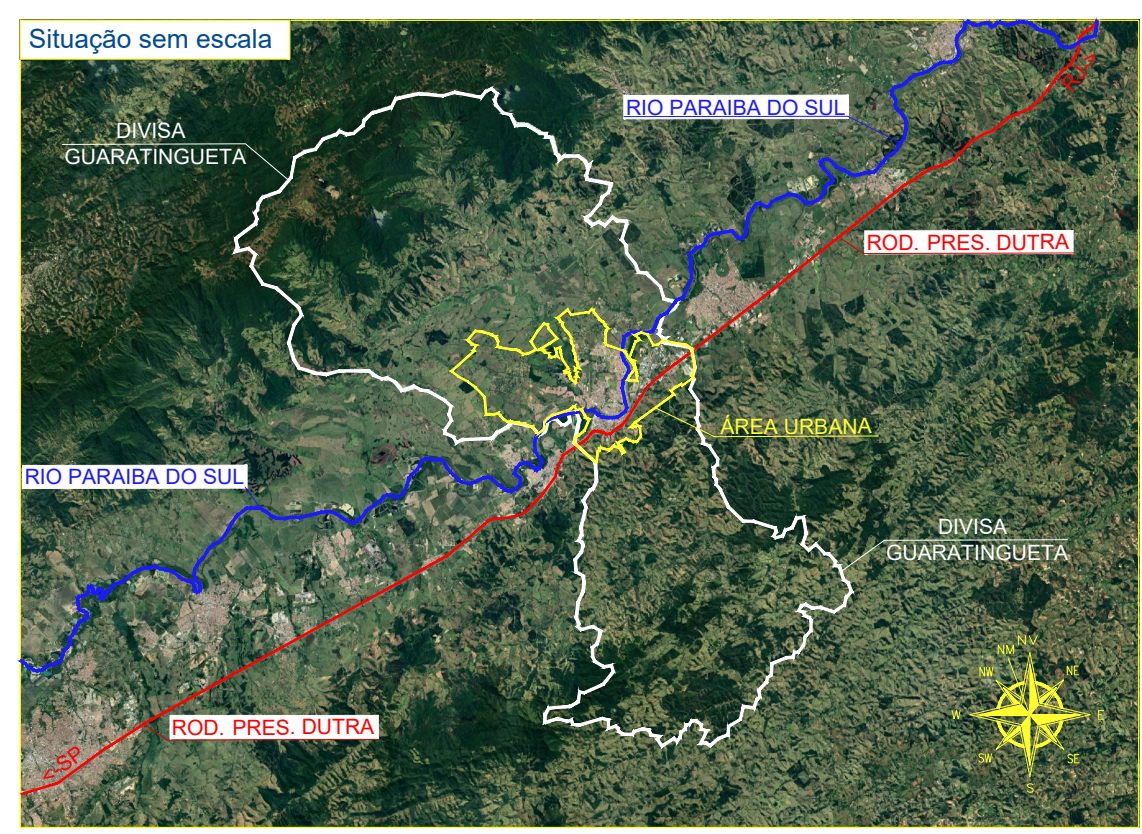 Situação sem escala
RIO PARAIBA DO SUL
RJ->
DIVISA
GUARATINGUETA
ROD. PRES. DUTRA
ÁREA URBANA
RIO PARAIBA DO SUL
DIVISA
GUARATINGUETA
ROD. PRES. DUTRA
<-SP
NV
NM
NW
NE
W
E
SW
SE
S